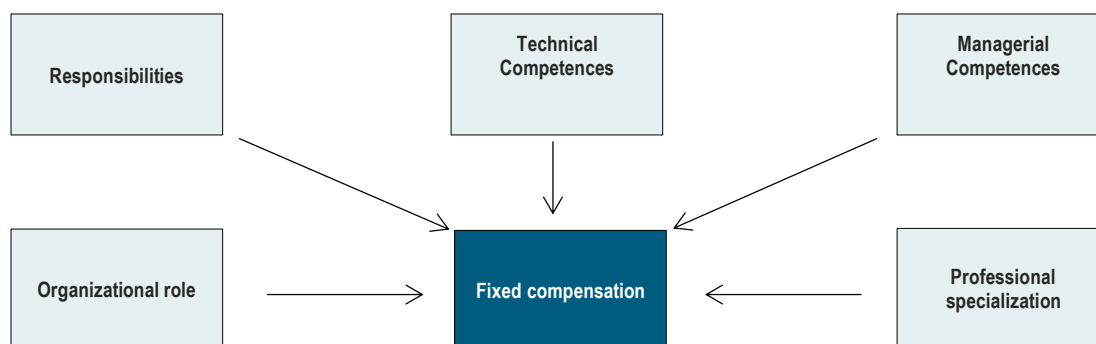 Responsibilities
Technical
Competences
Managerial
Competences
Organizational role
Fixed compensation
Professional
specialization